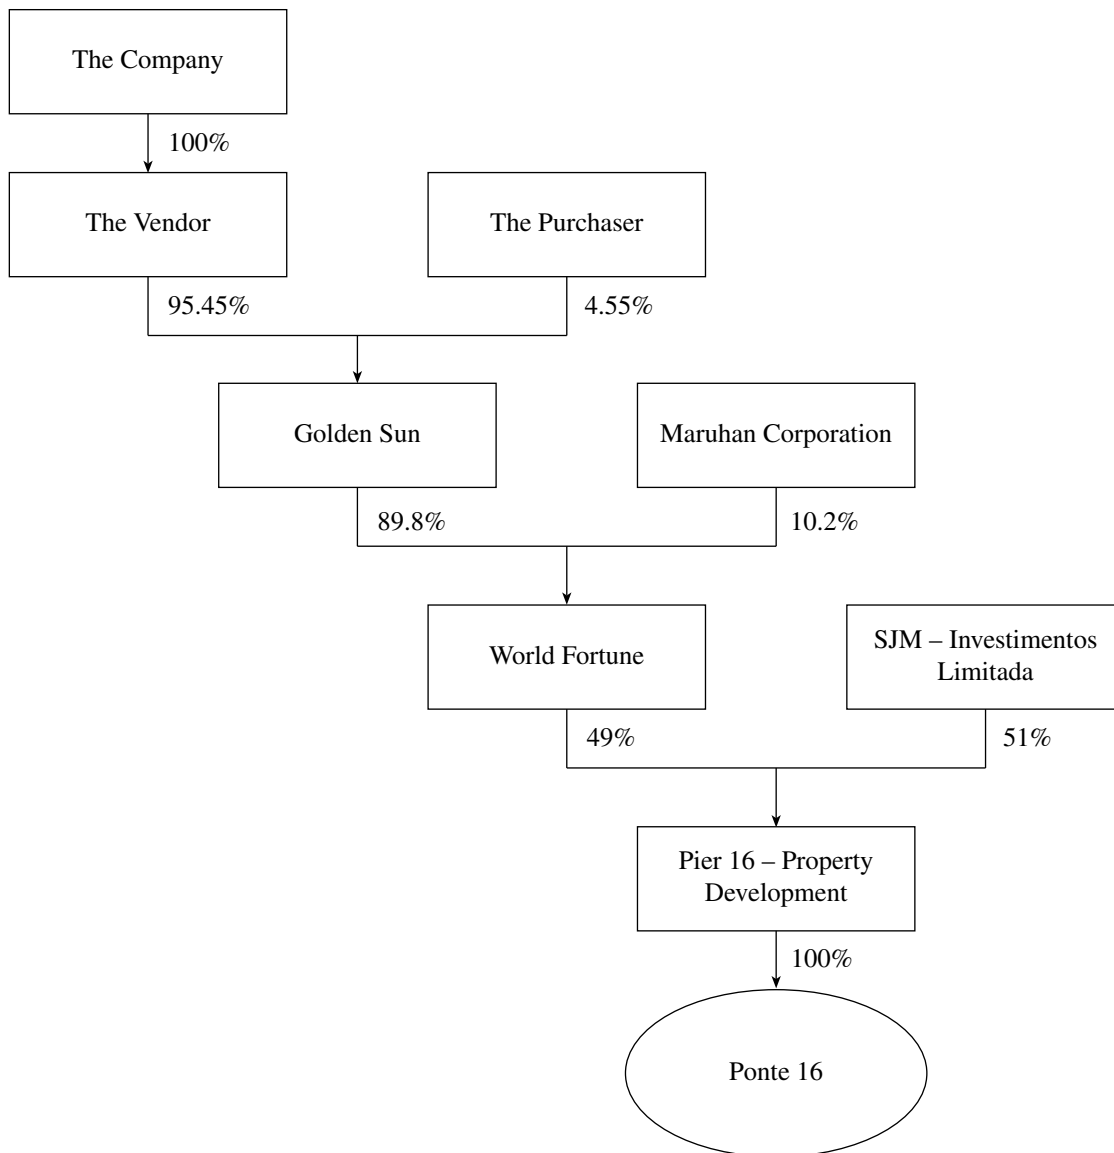 The Company
100%
The Vendor
The Purchaser
95.45%
4.55%
Golden Sun
Maruhan Corporation
89.8%
10.2%
World Fortune
SJM – Investimentos
Limitada
49%
51%
Pier 16 – Property
Development
100%
Ponte 16